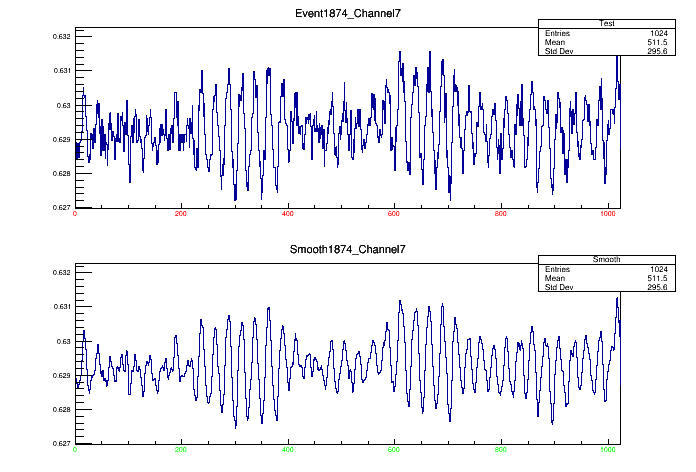 Event1874_Channel7
Test
Entries 1024
Mean 511.5
Std Dev 295.6
0.632
0.631
0.63
0.629
0.628
0.627
0 200 400 600 800 1000
Smooth1874_Channel7
Smooth
Entries 1024
Mean 511.5
Std Dev 295.6
0.632
0.631
0.63
0.629
0.628
0.627
0 200 400 600 800 1000